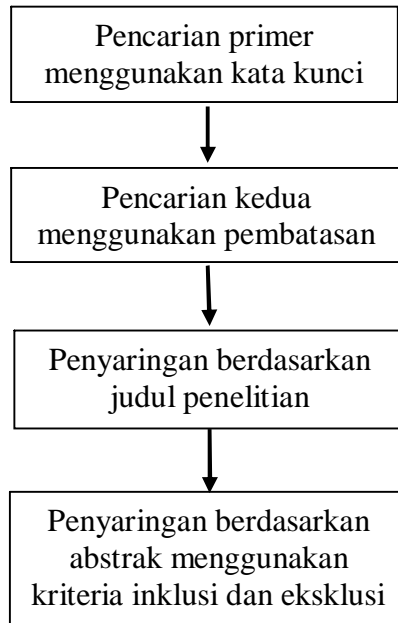 Pencarian primer
menggunakan kata kunci
Pencarian kedua
menggunakan pembatasan
Penyaringan berdasarkan
judul penelitian
Penyaringan berdasarkan
abstrak menggunakan
kriteria inklusi dan eksklusi